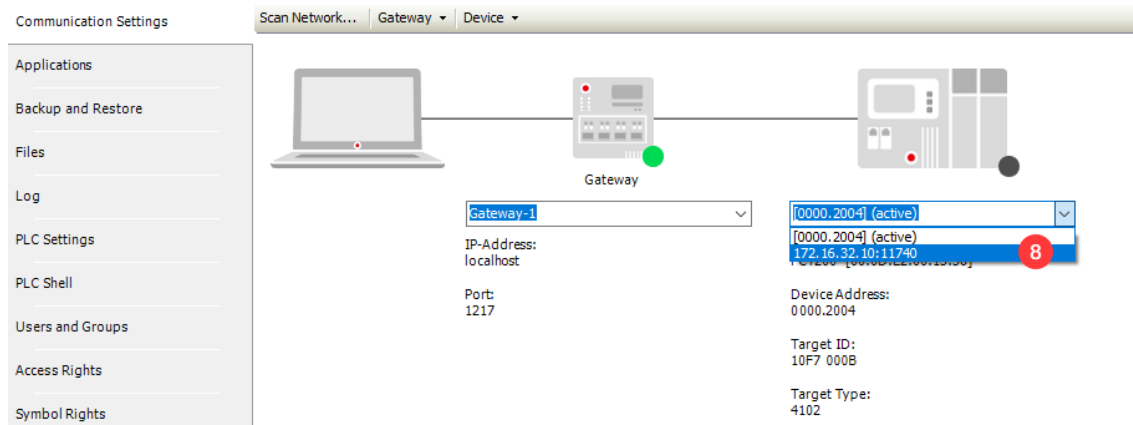 Communication Settings
Scan Network... Gateway Device
Applications
Backup and Restore
Files
Log
PLC Settings
PLC Shell
Users and Groups
Access Rights
Symbol Rights
Gateway
Gateway-1
IP-Address:
localhost
Port:
1217
[0000.2004] (active)
[0000.2004] (active)
172.16.32.10:11740
8
Device Address:
0000.2004
Target ID:
10F7 000B
Target Type:
4102